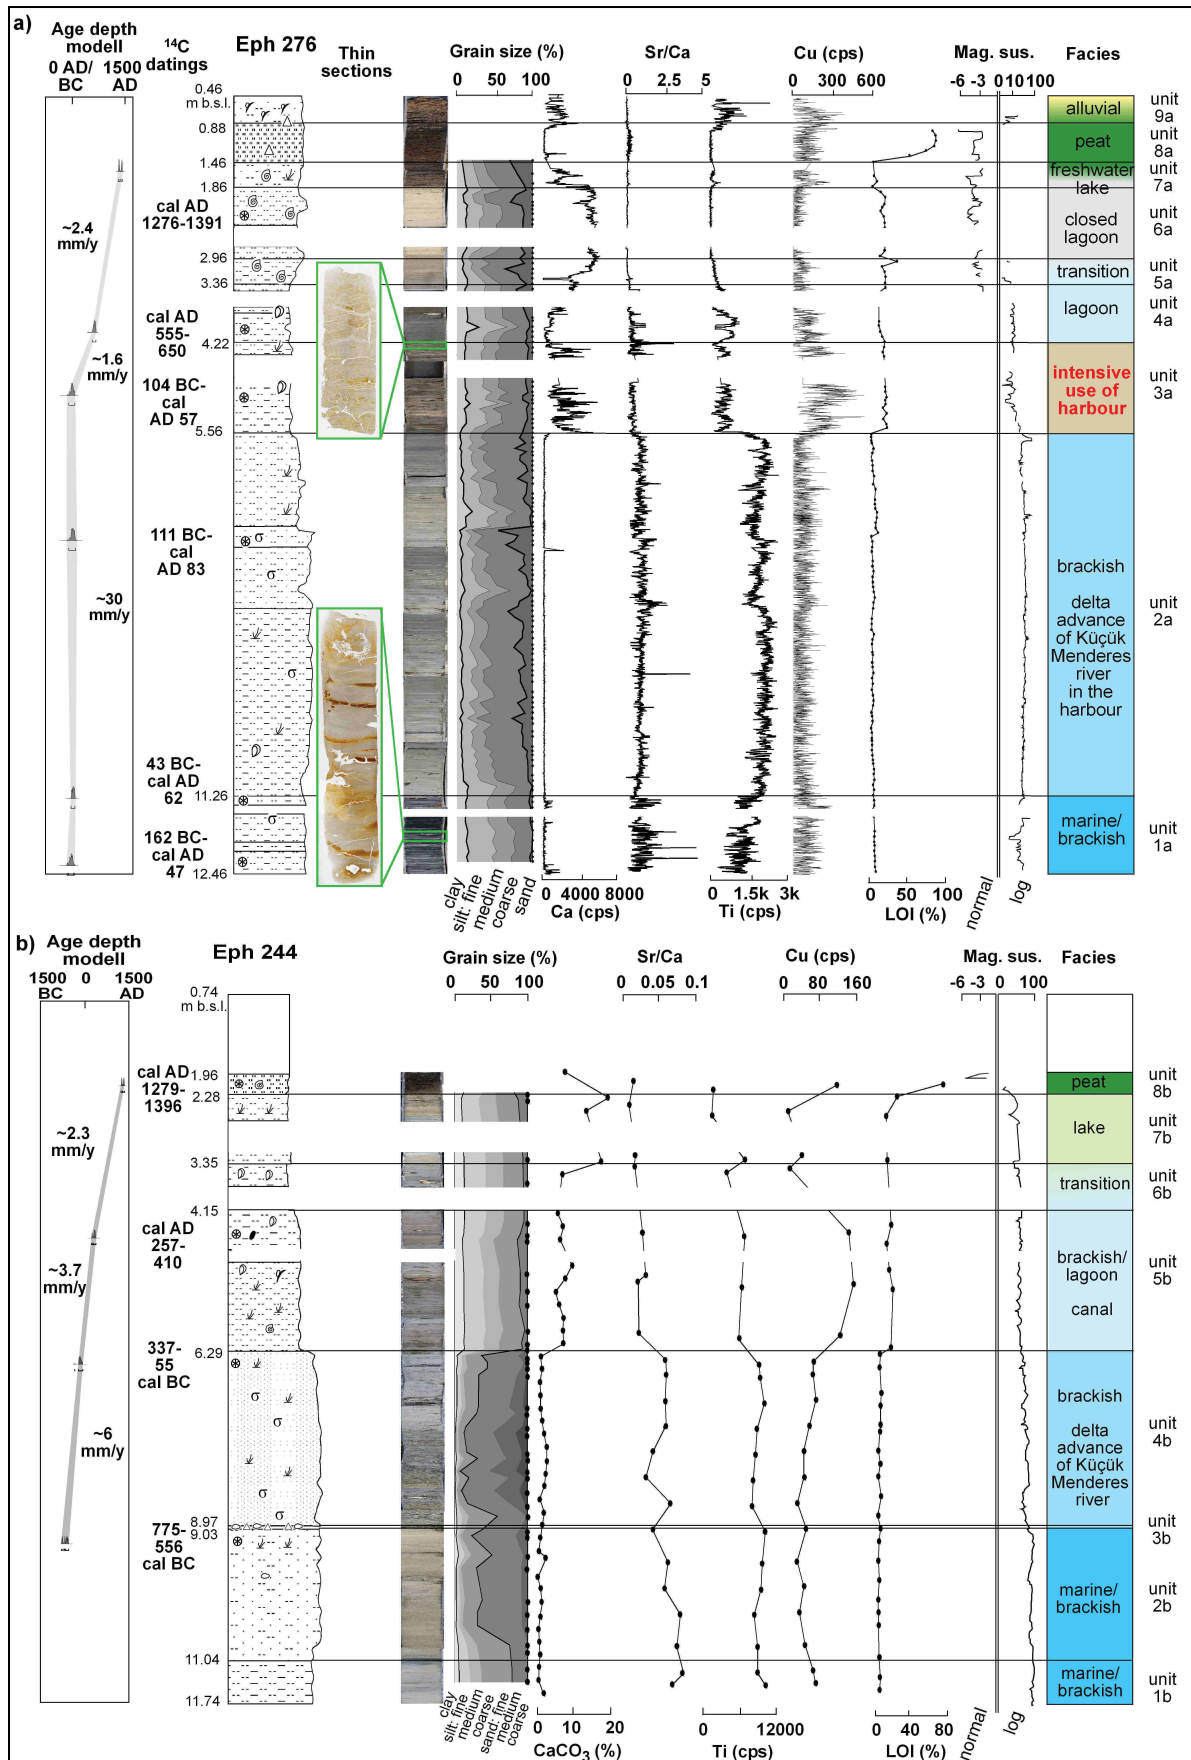 a)
Age depth
modell
0 AD/ 1500
BC AD
14C
datings
Eph 276
Thin
sections
Grain size (%)
0 50 100
Sr/Ca
0 2.5 5
Cu (cps)
0 300 600
Mag. sus.
-6 -3 0 10 100
Facies
0.46
m b.s.l.
alluvial
unit
9a
0.88
peat
unit
8a
1.46
freshwater
lake
unit
7a
1.86
cal AD
1276-1391
~2.4
mm/y
closed
lagoon
unit
6a
2.96
transition
unit
5a
3.36
lagoon
unit
4a
cal AD
555-
650
4.22
~1.6
mm/y
104 BC-
cal
AD 57
intensive
use of
harbour
unit
3a
5.56
111 BC-
cal
AD 83
~30
mm/y
brackish
delta
advance
of Küçük
Menderes
river
in the
harbour
unit
2a
43 BC-
cal AD
62
11.26
marine/
brackish
unit
1a
162 BC-
cal AD
47
12.46
clay
silt: fine
medium
coarse
sand
0 4000 8000
Ca (cps)
0 1.5k 3k
Ti (cps)
0 50 100
LOI (%)
normal
log
b)
Age depth
modell
1500 0 1500
BC AD
Eph 244
Grain size (%)
0 50 100
Sr/Ca
0 0.05 0.1
Cu (cps)
0 80 160
Mag. sus.
-6 -3 0 100
Facies
0.74
m b.s.l.
cal AD
1279-
1396
1.96
peat
unit
8b
2.28
lake
unit
7b
~2.3
mm/y
3.35
transition
unit
6b
4.15
cal AD
257-
410
~3.7
mm/y
brackish/
lagoon
canal
unit
5b
6.29
337-
55
cal BC
brackish
delta
advance
of Küçük
Menderes
river
unit
4b
~6
mm/y
8.97
9.03
775-
556
cal BC
unit
3b
marine/
brackish
unit
2b
11.04
marine/
brackish
unit
1b
11.74
clay
silt: fine
medium
coarse
sand: fine
medium
coarse
0 10 20
CaCO3 (%)
0 12000
Ti (cps)
0 40 80
LOI (%)
normal
log